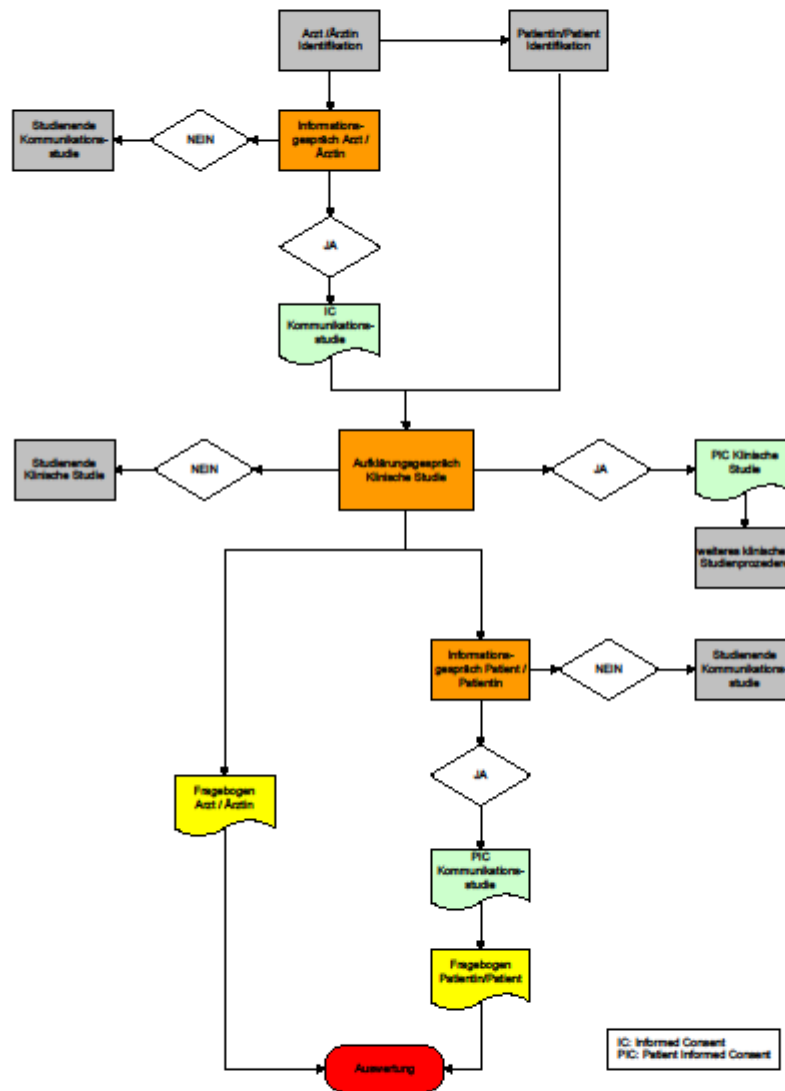 Arzt /Ärztin
Identifikation
Patientin/Patient
Identifikation
Studienende
Kommunikations-
studie
NEIN
Informations-
gespräch Arzt /
Ärztin
JA
IC
Kommunikations-
studie
Studienende
Klinische Studie
NEIN
Aufklärungsgespräch
Klinische Studie
JA
PIC Klinische
Studie
weiteres klinische
Studienprozeden
Informations-
gespräch Patient /
Patientin
NEIN
Studienende
Kommunikations
studie
JA
Fragebogen
Arzt / Ärztin
PIC
Kommunikations-
studie
Fragebogen
Patientin/Patient
Auswertung
IC: Informed Consent
PIC: Patient Informed Consent